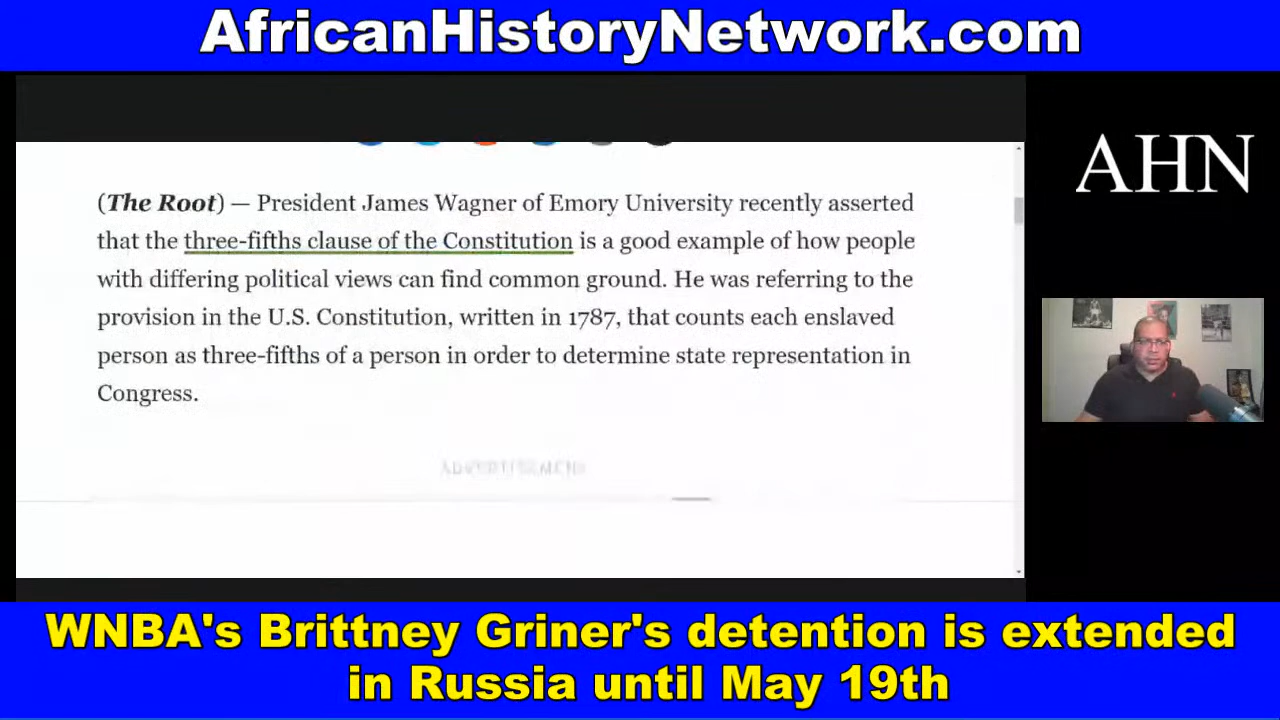 AfricanHistoryNetwork.com
AHN
(The Root) — President James Wagner of Emory University recently asserted
that the three-fifths clause of the Constitution is a good example of how people
with differing political views can find common ground. He was referring to the
provision in the U.S. Constitution, written in 1787, that counts each enslaved
person as three-fifths of a person in order to determine state representation in
Congress.
ADVERTISEMENT
WNBA's Brittney Griner's detention is extended
in Russia until May 19th